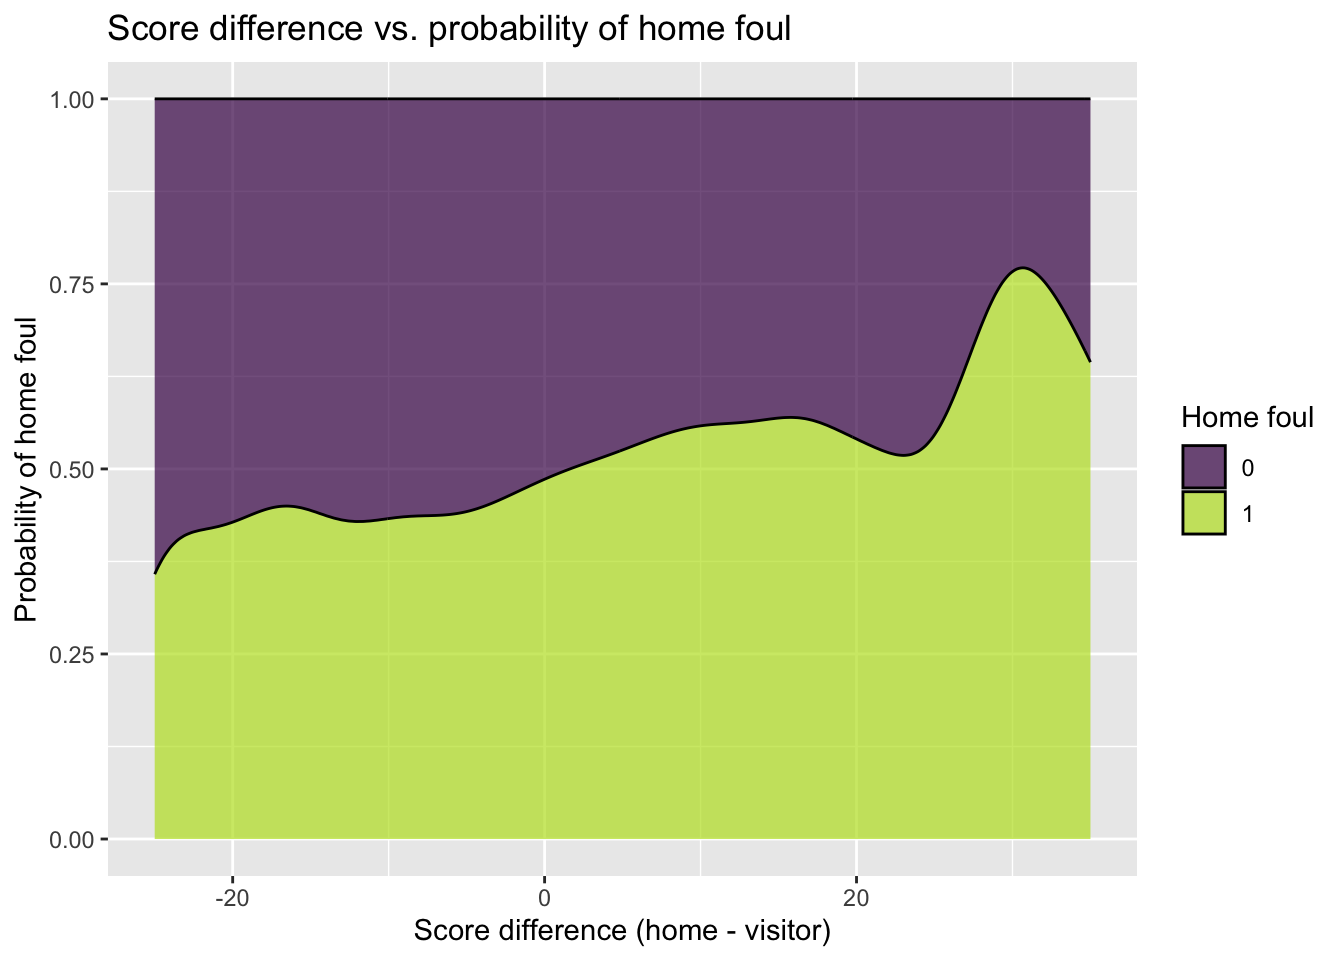 Score difference vs. probability of home foul
Probability of home foul
1.00
0.75
0.50
0.25
0.00
-20
0
20
Score difference (home - visitor)
Home foul
0
1